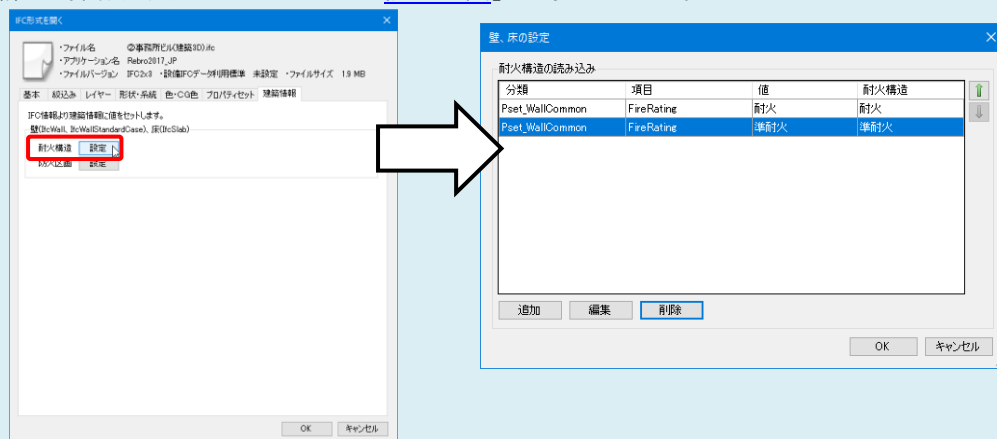 IFC形式を開く
・ファイル名 ②事務所ビル(建築3D).ifc
・アプリケーション名 Rebro2017_JP
・ファイルバージョン IFC2x3 ・設備IFCデータ利用標準 未設定 ・ファイルサイズ 1.9 MB
基本 絞込み レイヤー 形状・系統 色・CG色 プロパティセット 建築情報
IFC情報より建築情報に値をセットします。
壁(IfcWall, IfcWallStandardCase)、床(IfcSlab)
耐火構造 設定
防火区画 設定
OK キャンセル
壁、床の設定
耐火構造の読み込み
分類 項目 値 耐火構造
Pset_WallCommon FireRating 耐火 耐火
Pset_WallCommon FireRating 準耐火 準耐火
追加 編集 削除
OK キャンセル